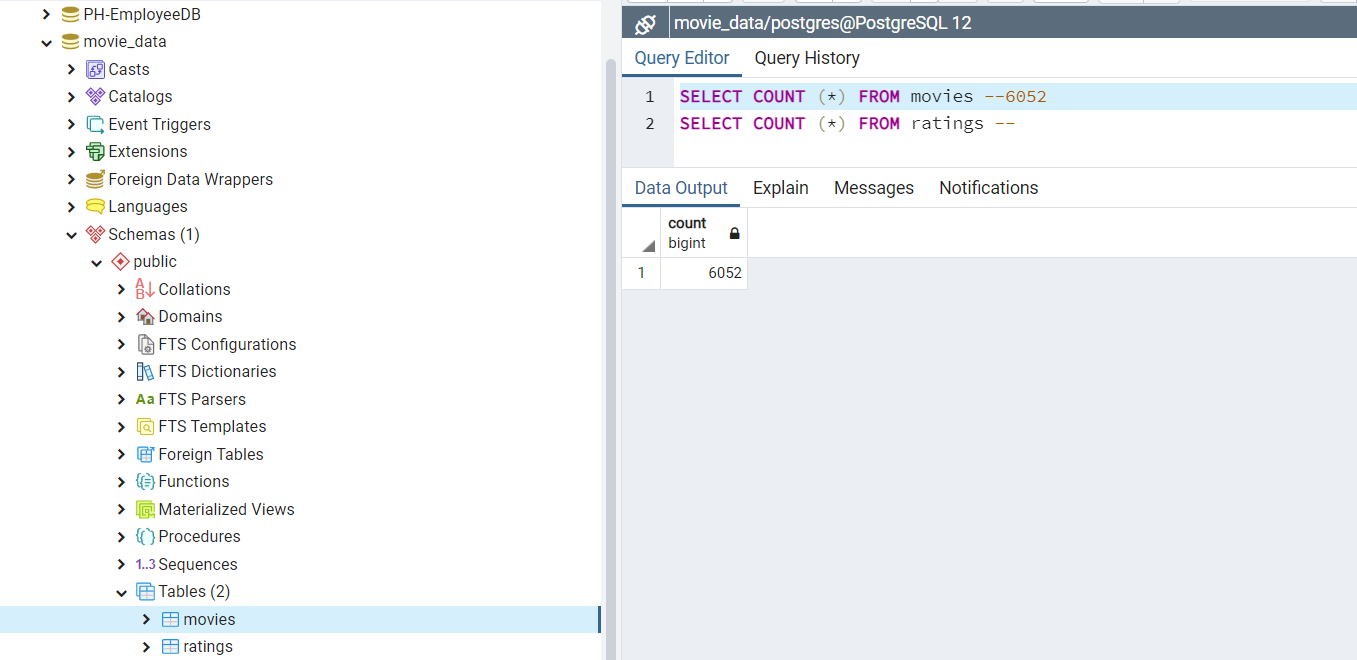 PH-EmployeeDB
movie_data
Casts
Catalogs
Event Triggers
Extensions
Foreign Data Wrappers
Languages
Schemas (1)
public
Collations
Domains
FTS Configurations
FTS Dictionaries
Aa FTS Parsers
FTS Templates
Foreign Tables
Functions
Materialized Views
Procedures
1..3 Sequences
Tables (2)
movies
ratings
movie_data/postgres@PostgreSQL 12
Query Editor Query History
1 SELECT COUNT (*) FROM movies --6052
2 SELECT COUNT (*) FROM ratings --
Data Output Explain Messages Notifications
count
bigint
1 6052